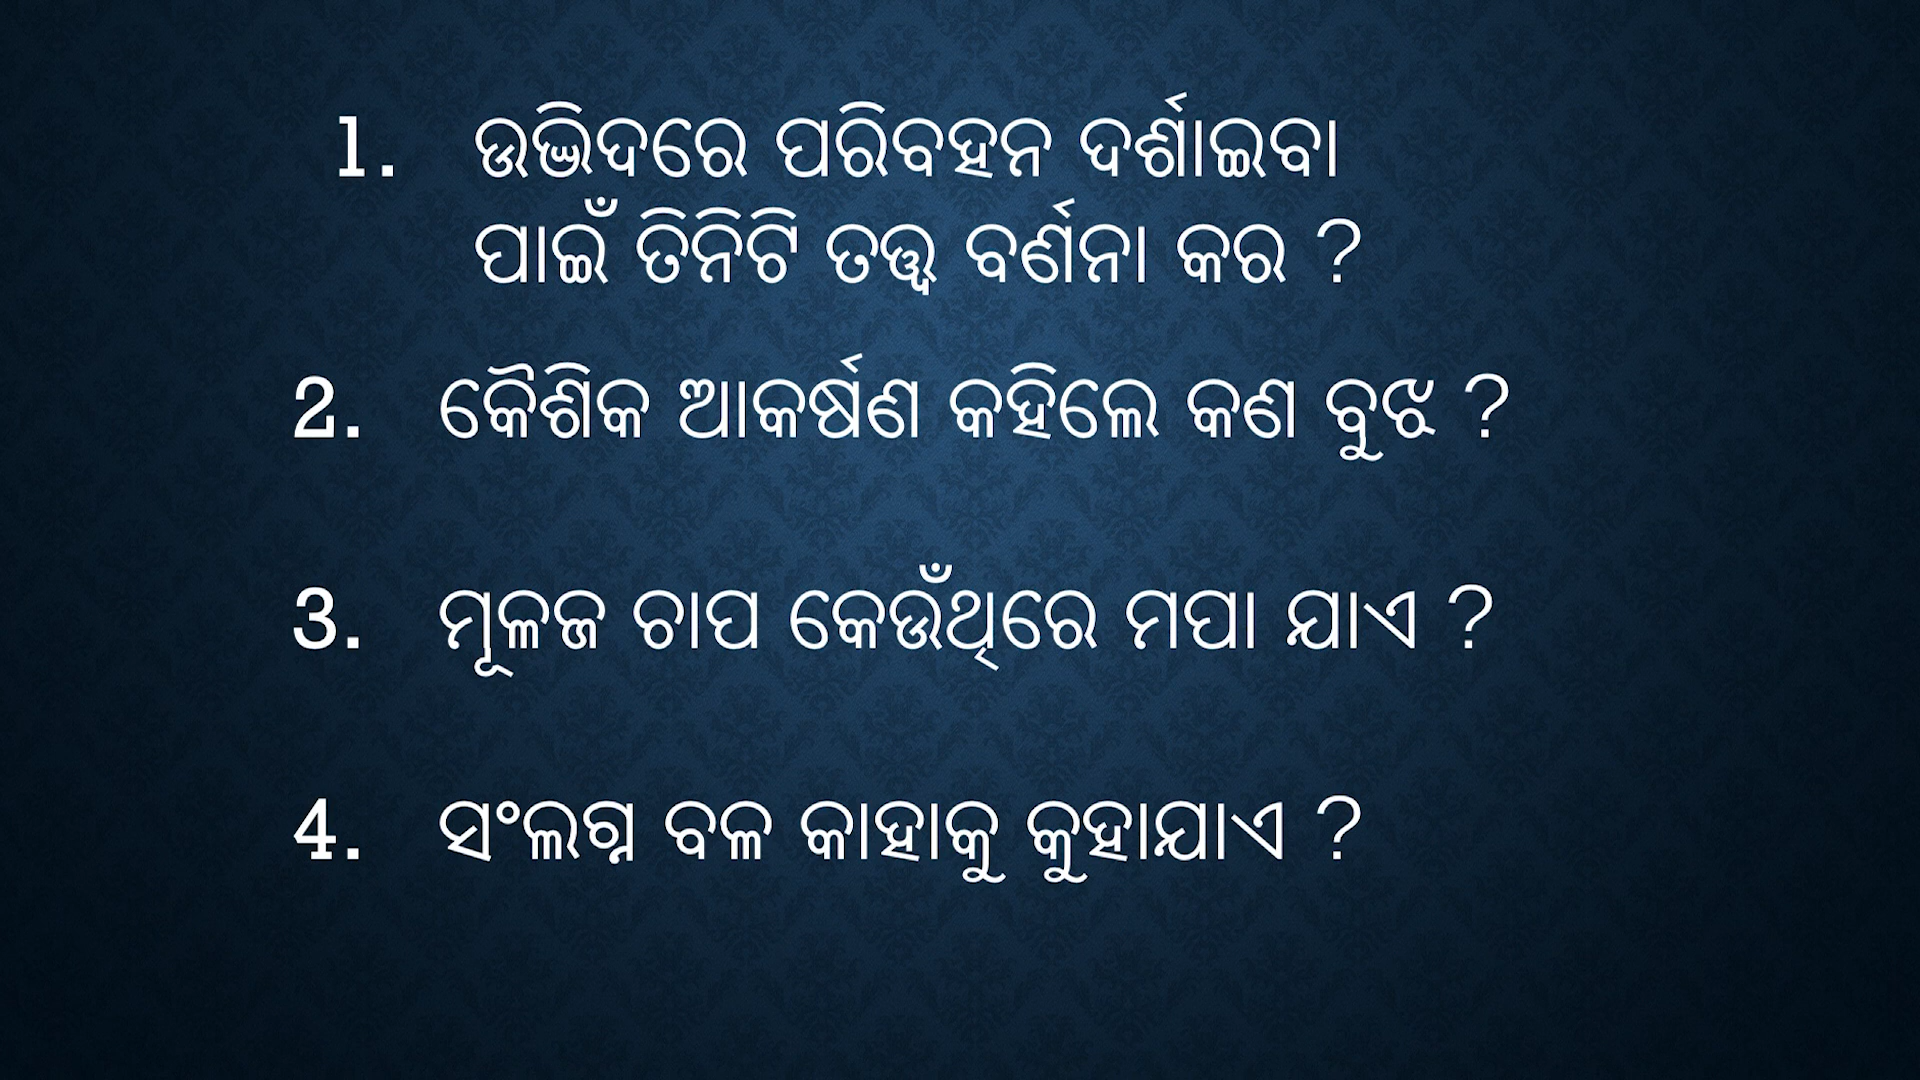 1. ଉଦ୍ଭିଦରେ ପରିବହନ ଦର୍ଶାଇବା
ପାଇଁ ତିନିଟି ତତ୍ତ୍ୱ ବର୍ଣନା କର ?
2. କୈଶିକ ଆକର୍ଷଣ କହିଲେ କଣ ବୁଝ ?
3. ମୂଳଜ ଚାପ କେଉଁଥିରେ ମପା ଯାଏ ?
4. ସଂଲଗ୍ନ ବଳ କାହାକୁ କୁହାଯାଏ ?